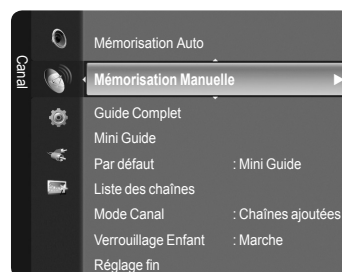 Canal
Mémorisation Auto
Mémorisation Manuelle
Guide Complet
Mini Guide
Par défaut : Mini Guide
Liste des chaînes
Mode Canal : Chaînes ajoutées
Verrouillage Enfant : Marche
Réglage fin